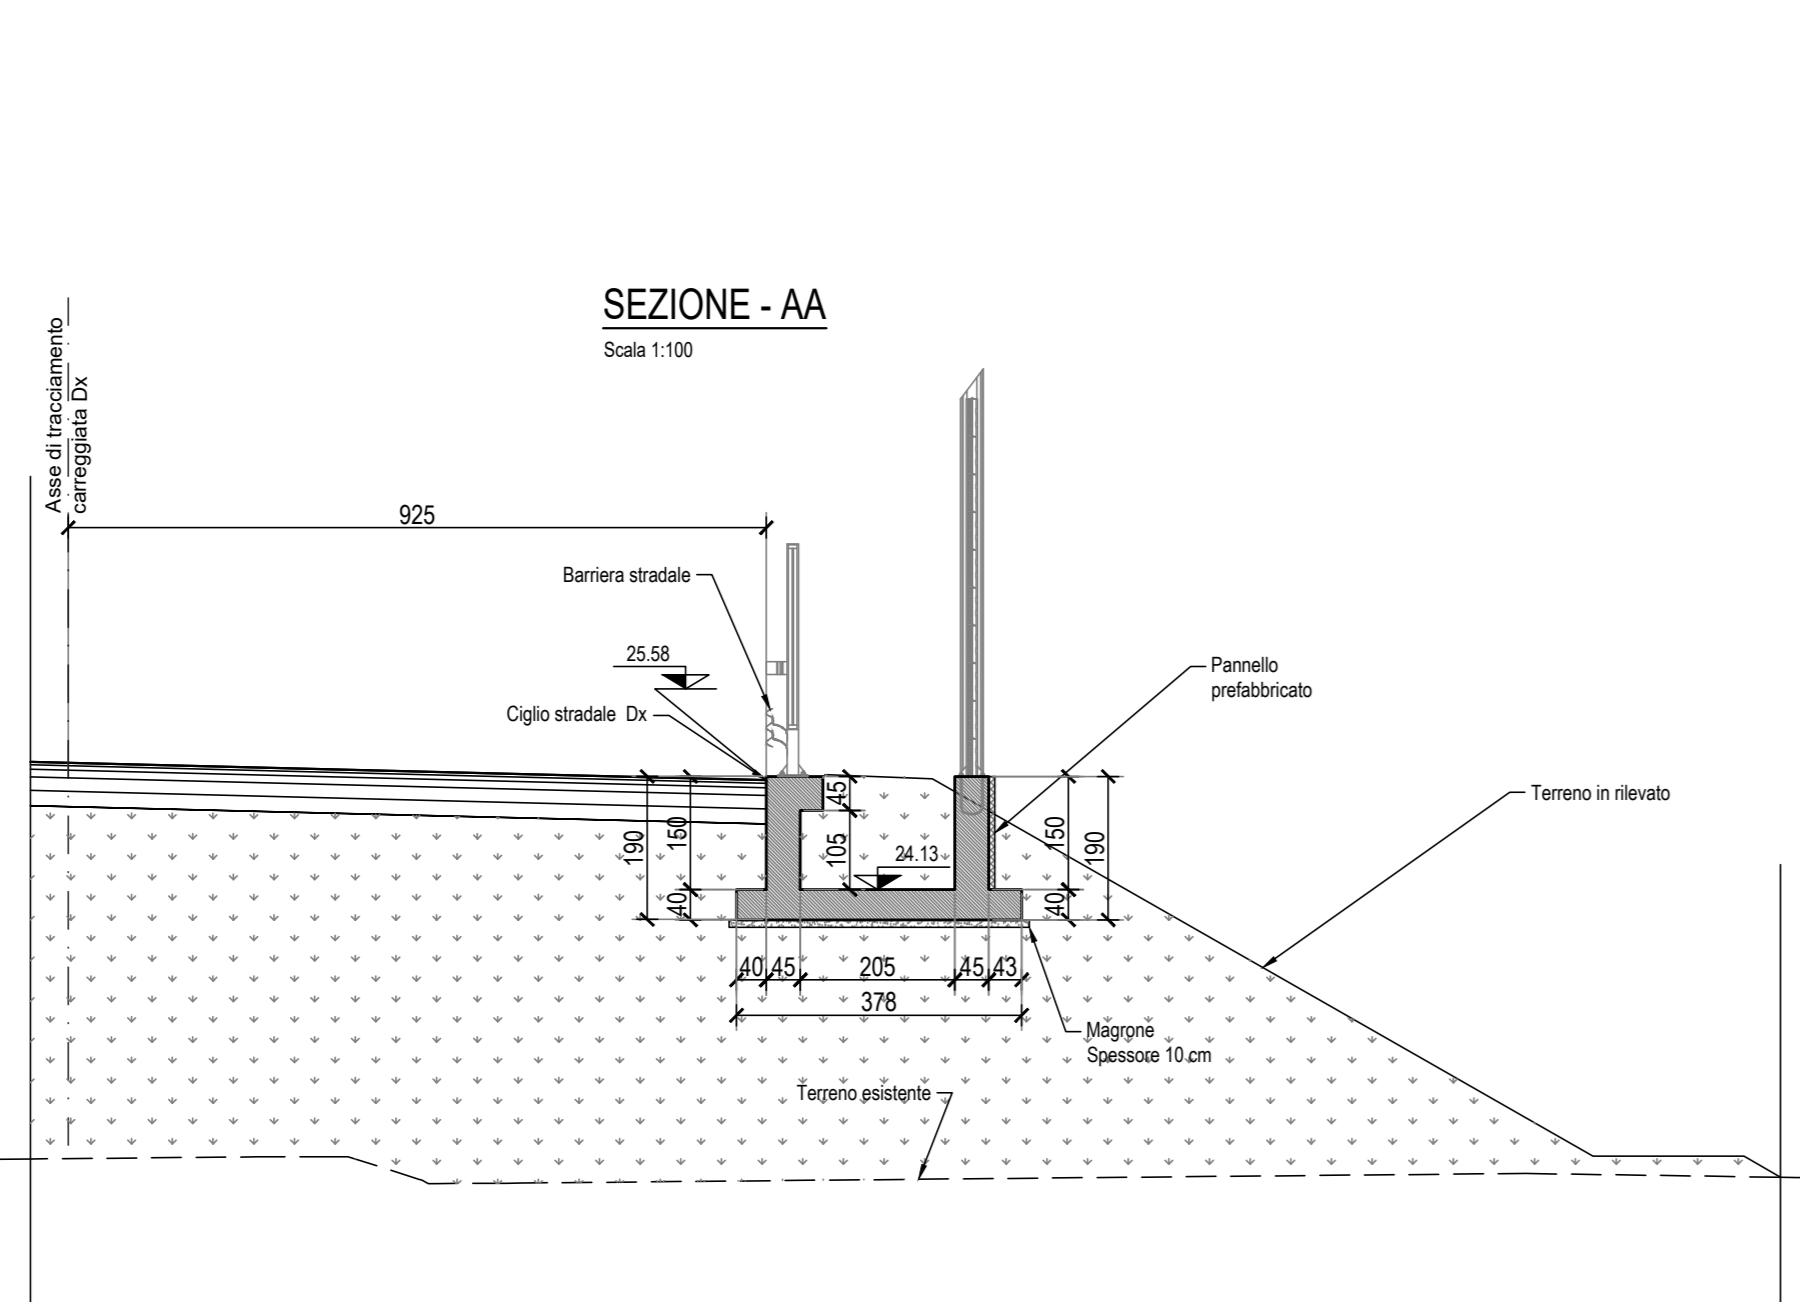 SEZIONE - AA
Scala 1:100
Asse di tracciamento
carreggiata Dx
925
Barriera stradale
25.58
Ciglio stradale Dx
Pannello
prefabbricato
Terreno in rilevato
45
190
150
105
24.13
150
190
40
40
40
45
205
45
43
378
Magrone
Spessore 10 cm
Terreno esistente